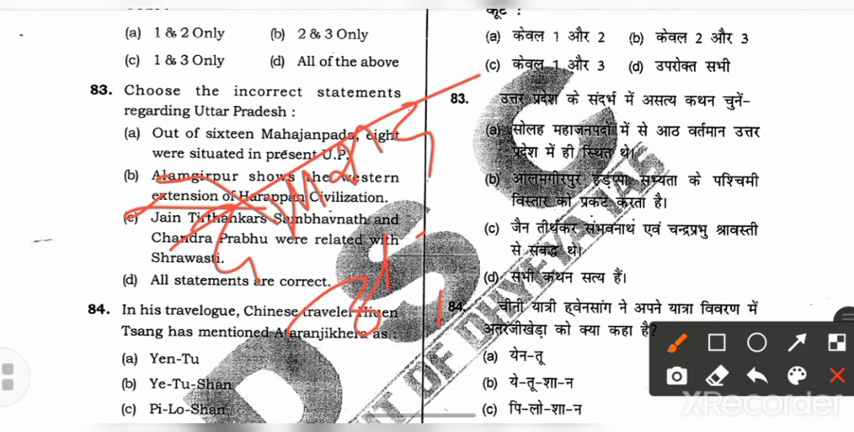 (a) 1 & 2 Only (b) 2 & 3 Only
(c) 1 & 3 Only (d) All of the above
83. Choose the incorrect statements
regarding Uttar Pradesh :
(a) Out of sixteen Mahajanpada, eight
were situated in present U.P.
(b) Alamgirpur shows the western
extension of Harappan Civilization.
(c) Jain Tirthankars Sambhavnath and
Chandra Prabhu were related with
Shrawasti.
(d) All statements are correct.
84. In his travelogue, Chinese traveler Hiuen
Tsang has mentioned Ataranjikhera as :
(a) Yen-Tu
(b) Ye-Tu-Shan
(c) Pi-Lo-Shan
कूट :
(a) केवल 1 और 2 (b) केवल 2 और 3
(c) केवल 1 और 3 (d) उपरोक्त सभी
83. उत्तर प्रदेश के संदर्भ में असत्य कथन चुनें-
(a) सोलह महाजनपदों में से आठ वर्तमान उत्तर
प्रदेश में ही स्थित थे।
(b) आलमगीरपुर हड़प्पा सभ्यता के पश्चिमी
विस्तार को प्रकट करता है।
(c) जैन तीर्थंकर संभवनाथ एवं चन्द्रप्रभु श्रावस्ती
से संबद्ध थे।
(d) सभी कथन सत्य हैं।
84. चीनी यात्री ह्वेनसांग ने अपने यात्रा विवरण में
अतरंजीखेड़ा को क्या कहा है?
(a) येन-तू
(b) ये-तू-शा-न
(c) पि-लो-शा-न
DSC
OF DHYEYA IAS
XRecorder